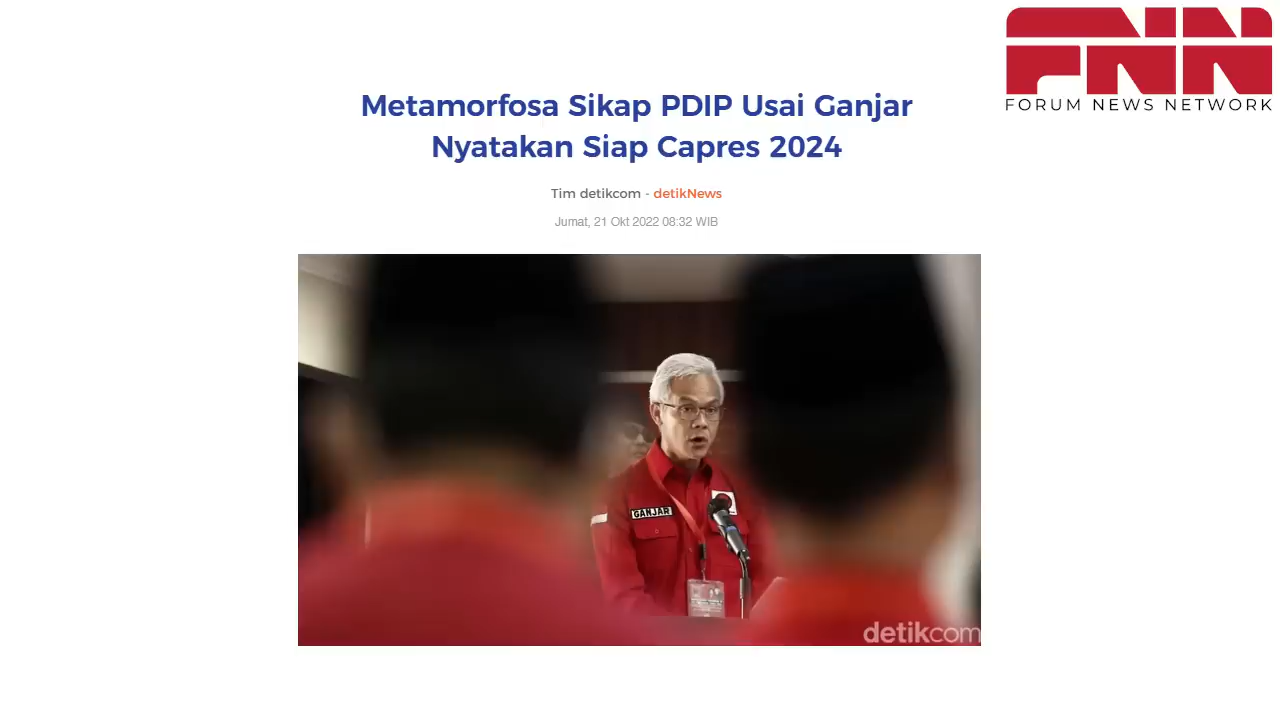 FNN
FORUM NEWS NETWORK
Metamorfosa Sikap PDIP Usai Ganjar
Nyatakan Siap Capres 2024
Tim detikcom - detikNews
Jumat, 21 Okt 2022 08:32 WIB
GANJAR
detikcom